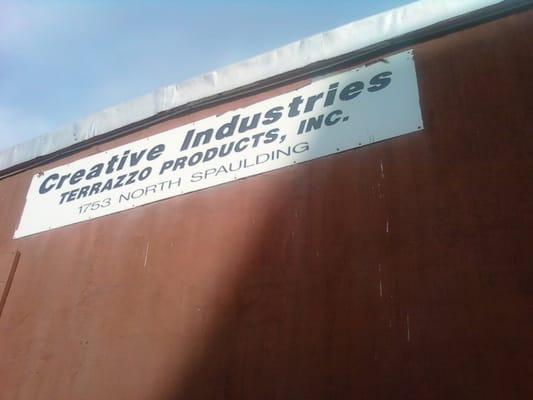 Creative Industries
TERRAZZO PRODUCTS, INC.
1753 NORTH SPAULDING